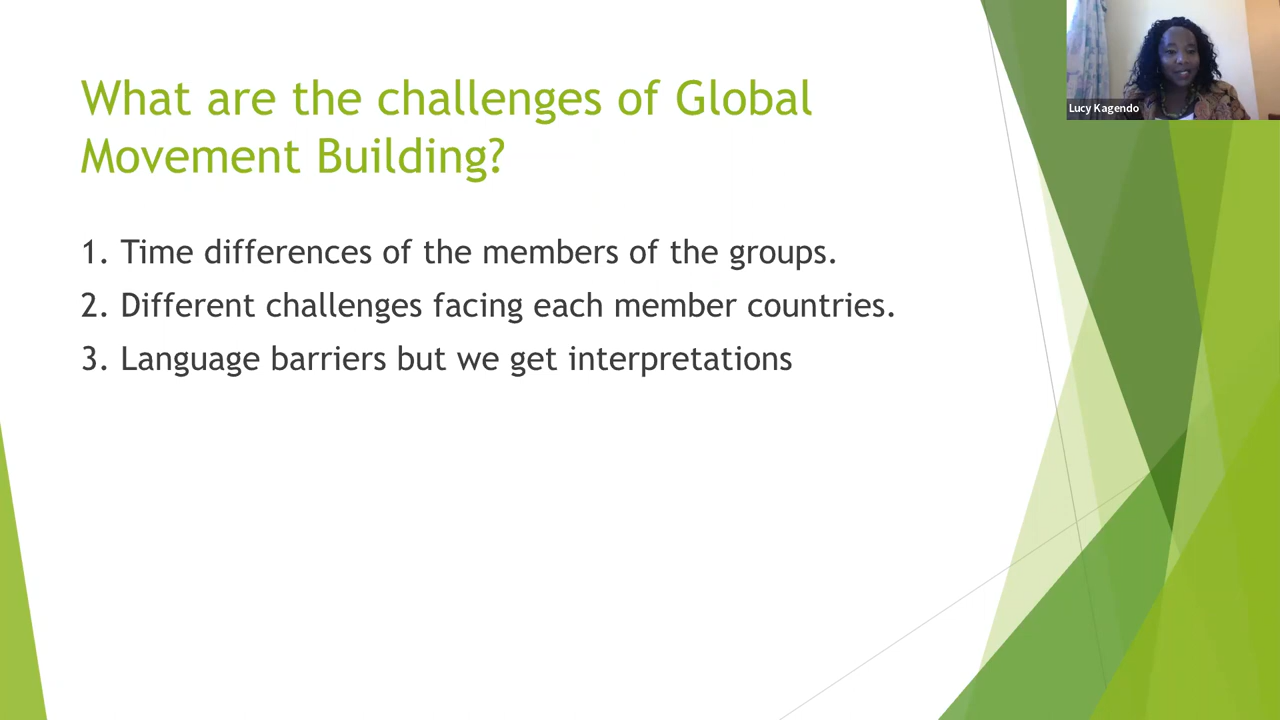 What are the challenges of Global
Movement Building?
1. Time differences of the members of the groups.
2. Different challenges facing each member countries.
3. Language barriers but we get interpretations
Lucy Kagendo